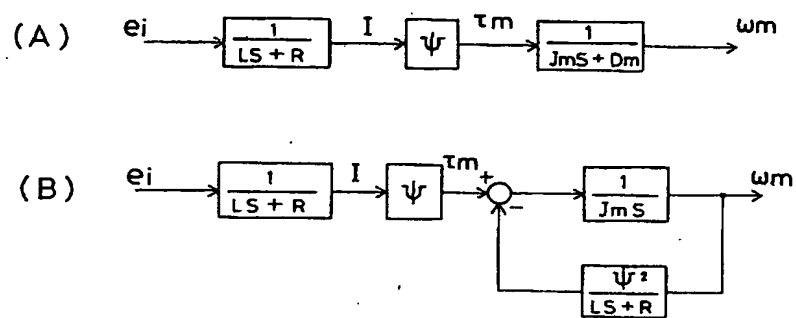 (A) ei 1/(LS + R) I Ψ τm 1/(JmS + Dm) ωm
(B) ei 1/(LS + R) I Ψ τm + - 1/(JmS) ωm
Ψ²/(LS + R)